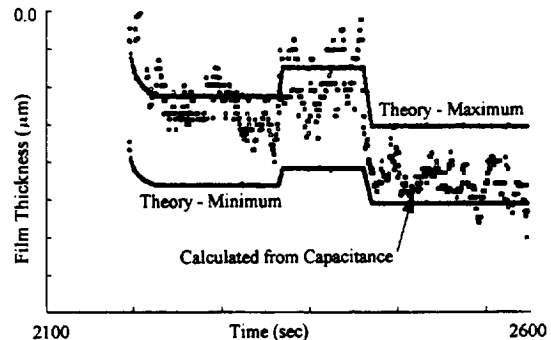 0.0
Film Thickness (μm)
Theory - Maximum
Theory - Minimum
Calculated from Capacitance
2100
Time (sec)
2600